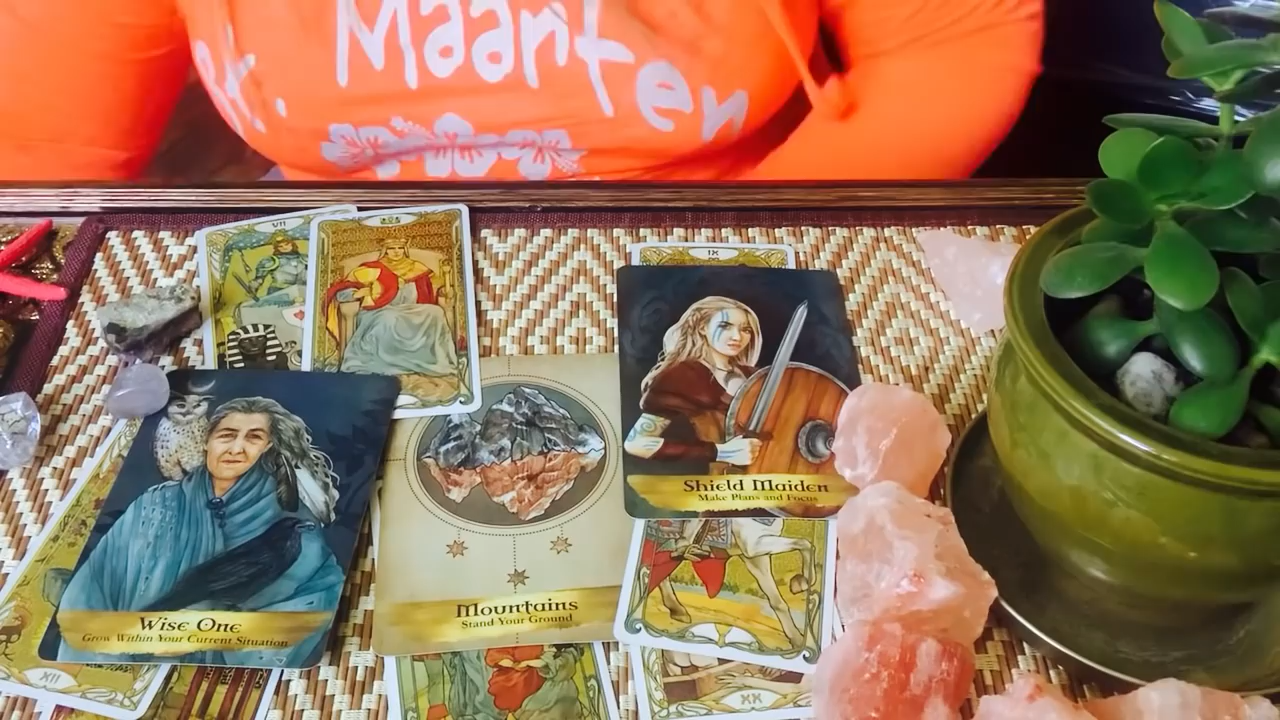 St. Maarten
VII
IX
Shield Maiden
Make Plans and Focus
Mountains
Stand Your Ground
Wise One
Grow Within Your Current Situation
XII
XX